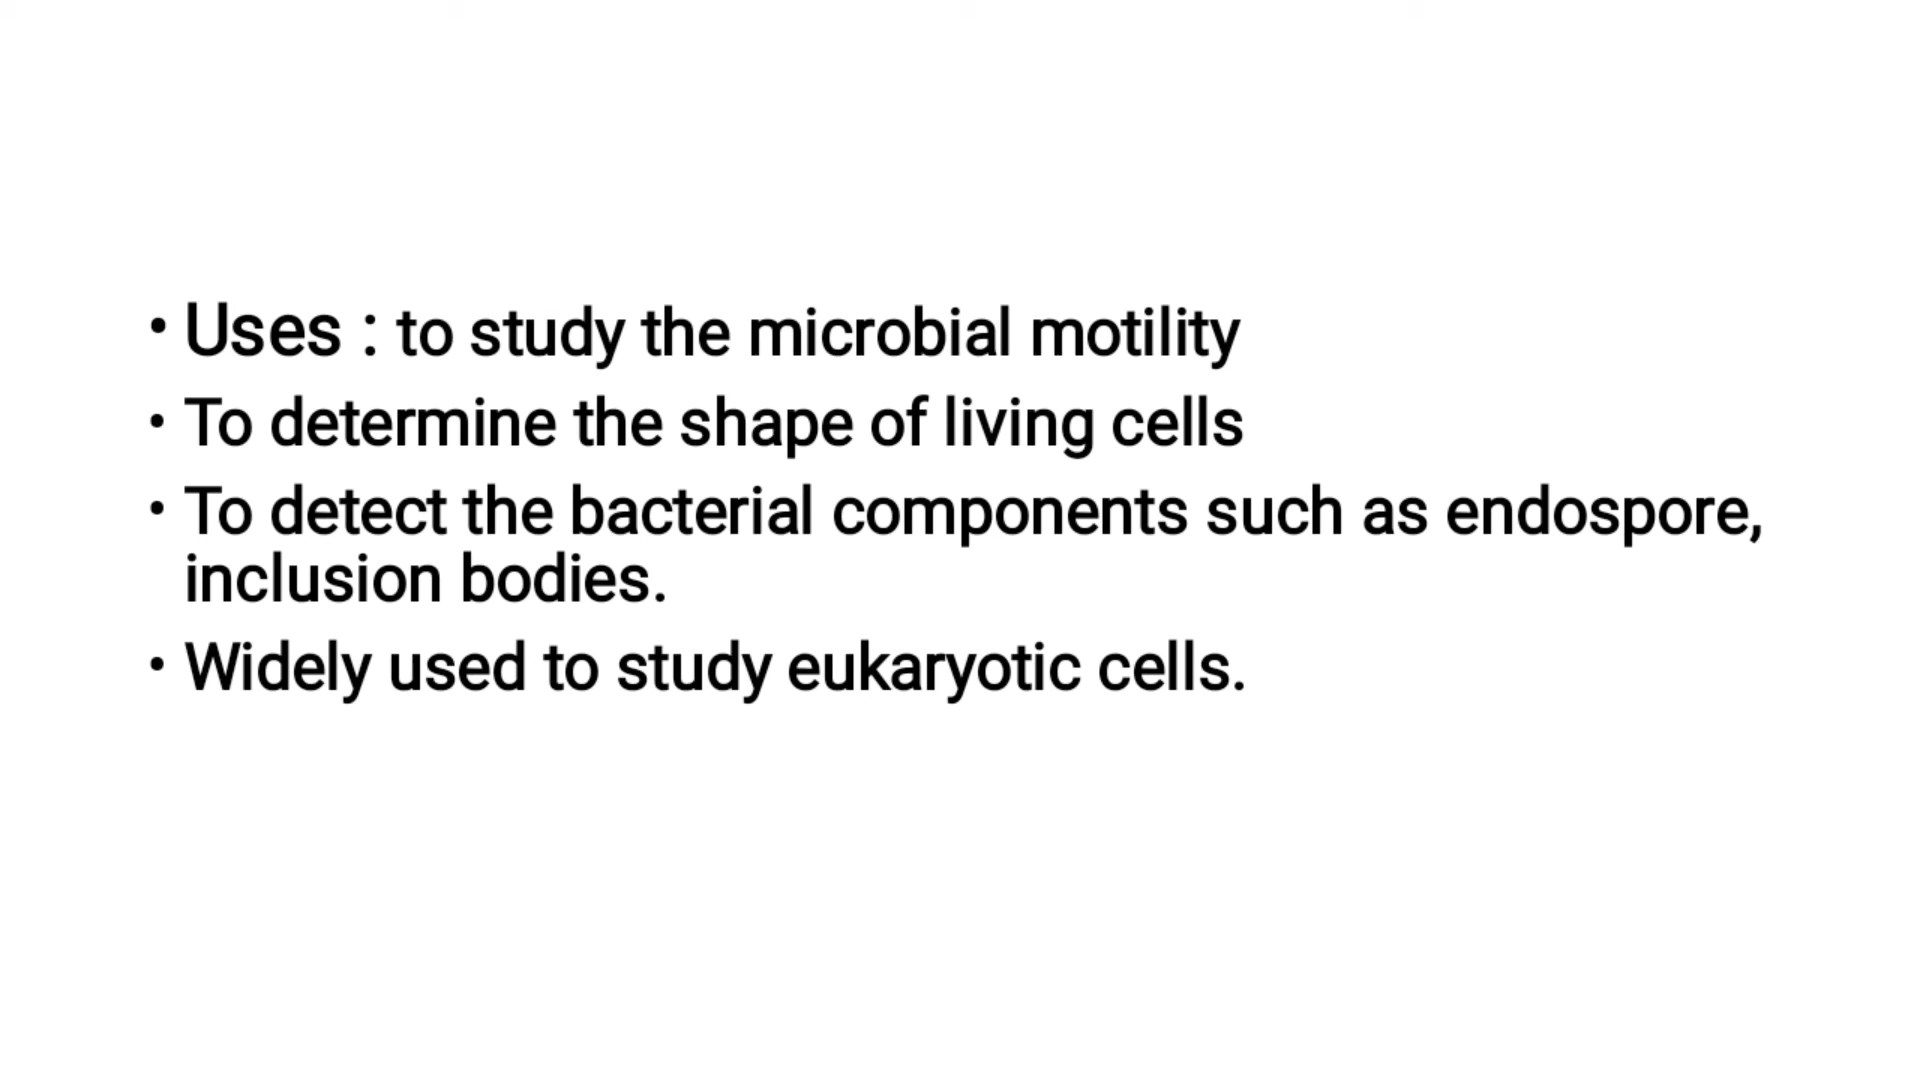 • Uses : to study the microbial motility
• To determine the shape of living cells
• To detect the bacterial components such as endospore,
inclusion bodies.
• Widely used to study eukaryotic cells.